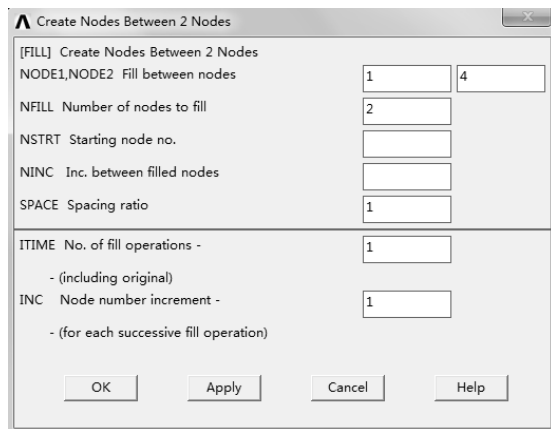 Create Nodes Between 2 Nodes
[FILL] Create Nodes Between 2 Nodes
NODE1,NODE2 Fill between nodes 1 4
NFILL Number of nodes to fill 2
NSTRT Starting node no.
NINC Inc. between filled nodes
SPACE Spacing ratio 1
ITIME No. of fill operations - 1
- (including original)
INC Node number increment - 1
- (for each successive fill operation)
OK Apply Cancel Help